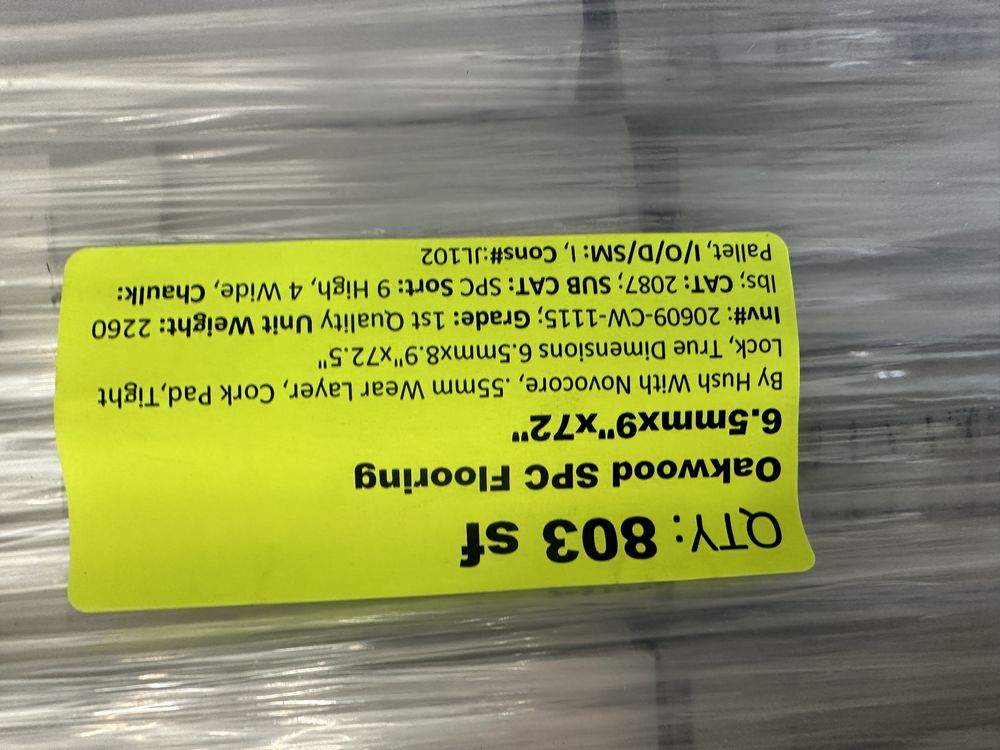 QTY: 803 sf
Oakwood SPC Flooring
6.5mmx9"x72"
By Hush With Novocore, .55mm Wear Layer, Cork Pad,Tight
Lock, True Dimensions 6.5mmx8.9"x72.5"
Inv#: 20609-CW-1115; Grade: 1st Quality Unit Weight: 2260
lbs; CAT: 2087; SUB CAT: SPC Sort: 9 High, 4 Wide, Chaulk:
Pallet, I/O/D/SM: I, Cons#:JL102